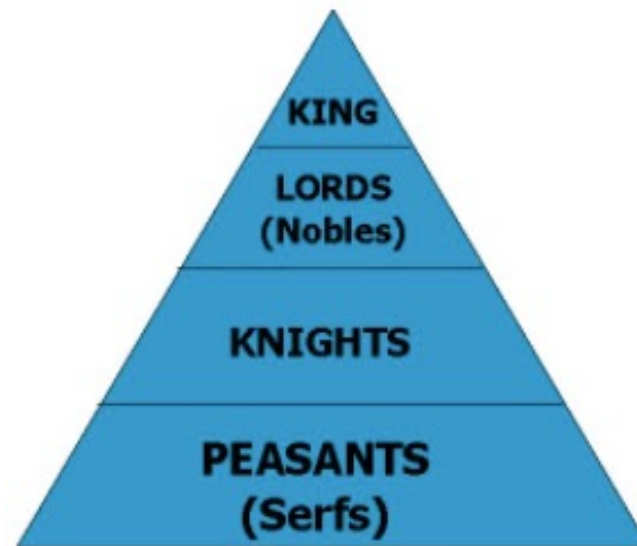 KING
LORDS
(Nobles)
KNIGHTS
PEASANTS
(Serfs)